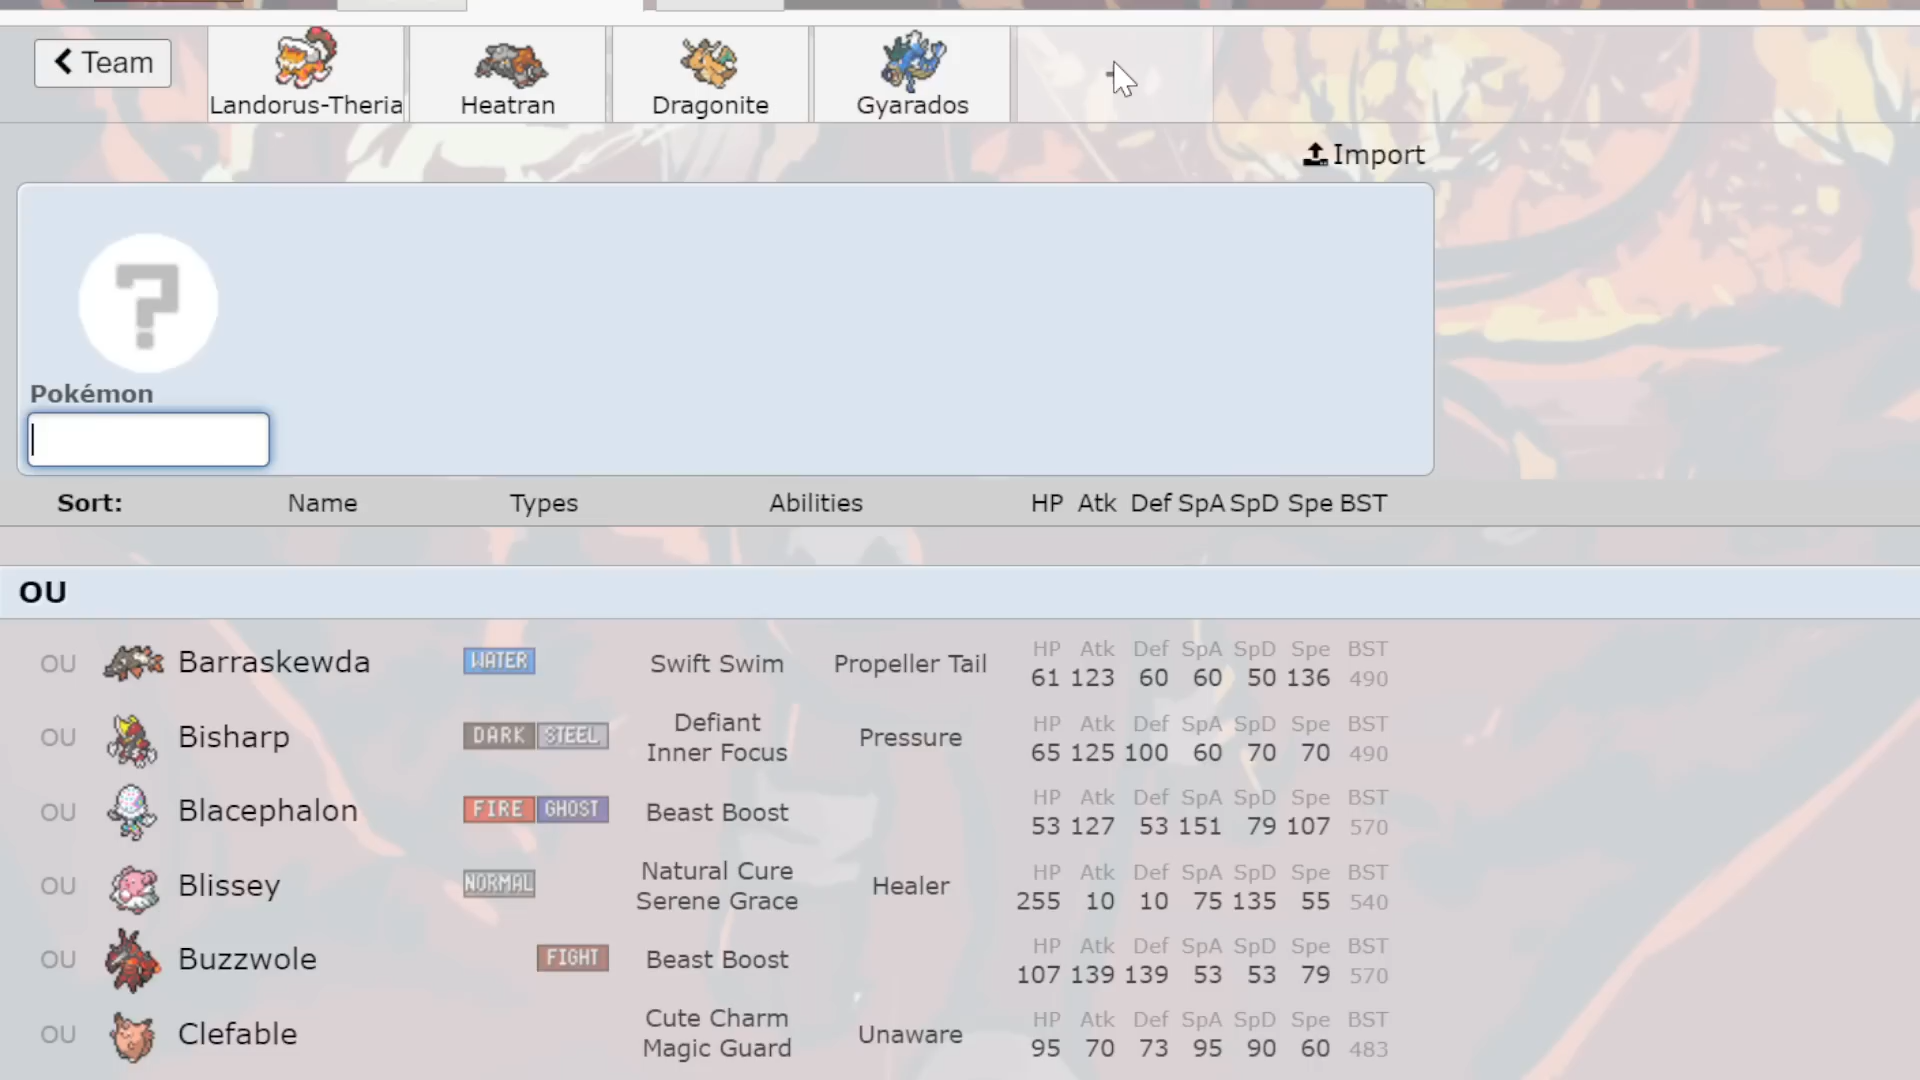 Team
Landorus-Theria
Heatran
Dragonite
Gyarados
Import
?
Pokémon
Sort: Name Types Abilities HP Atk Def SpA SpD Spe BST
OU
OU Barraskewda WATER Swift Swim Propeller Tail HP Atk Def SpA SpD Spe BST
61 123 60 60 50 136 490
OU Bisharp DARK STEEL Defiant Inner Focus Pressure HP Atk Def SpA SpD Spe BST
65 125 100 60 70 70 490
OU Blacephalon FIRE GHOST Beast Boost HP Atk Def SpA SpD Spe BST
53 127 53 151 79 107 570
OU Blissey NORMAL Natural Cure Serene Grace Healer HP Atk Def SpA SpD Spe BST
255 10 10 75 135 55 540
OU Buzzwole FIGHT Beast Boost HP Atk Def SpA SpD Spe BST
107 139 139 53 53 79 570
OU Clefable Cute Charm Magic Guard Unaware HP Atk Def SpA SpD Spe BST
95 70 73 95 90 60 483